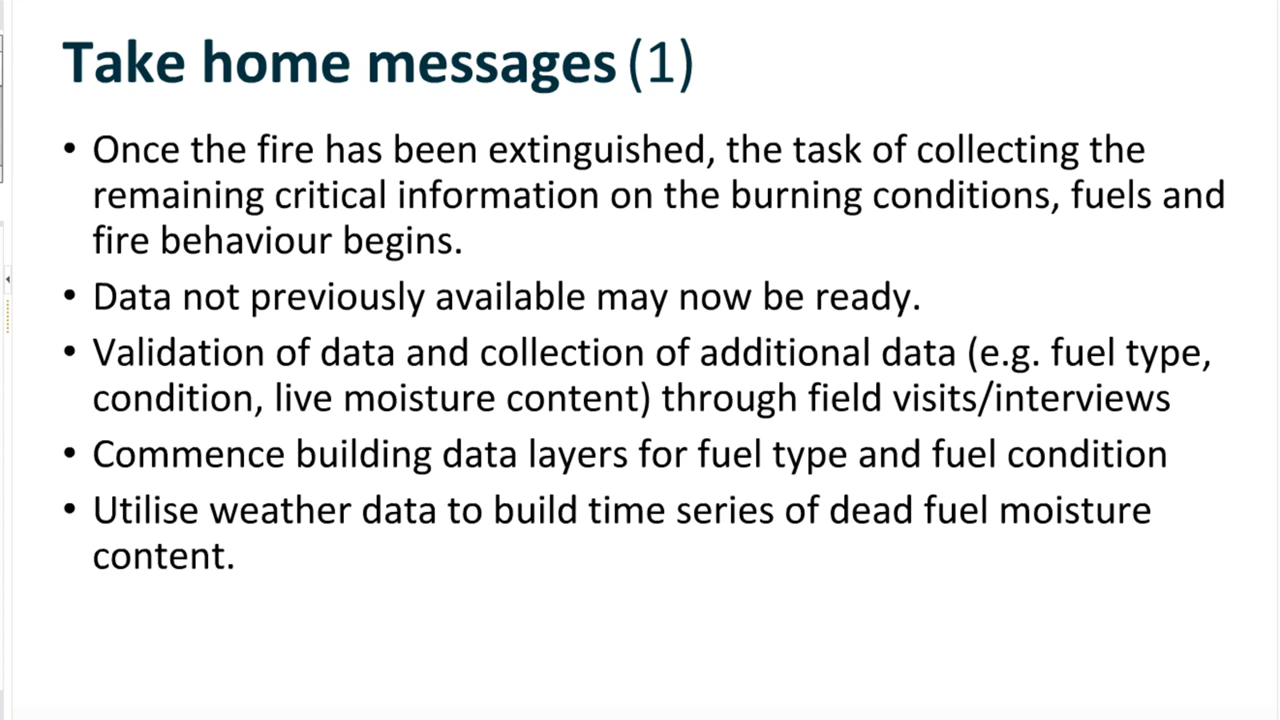 Take home messages (1)
• Once the fire has been extinguished, the task of collecting the
remaining critical information on the burning conditions, fuels and
fire behaviour begins.
• Data not previously available may now be ready.
• Validation of data and collection of additional data (e.g. fuel type,
condition, live moisture content) through field visits/interviews
• Commence building data layers for fuel type and fuel condition
• Utilise weather data to build time series of dead fuel moisture
content.